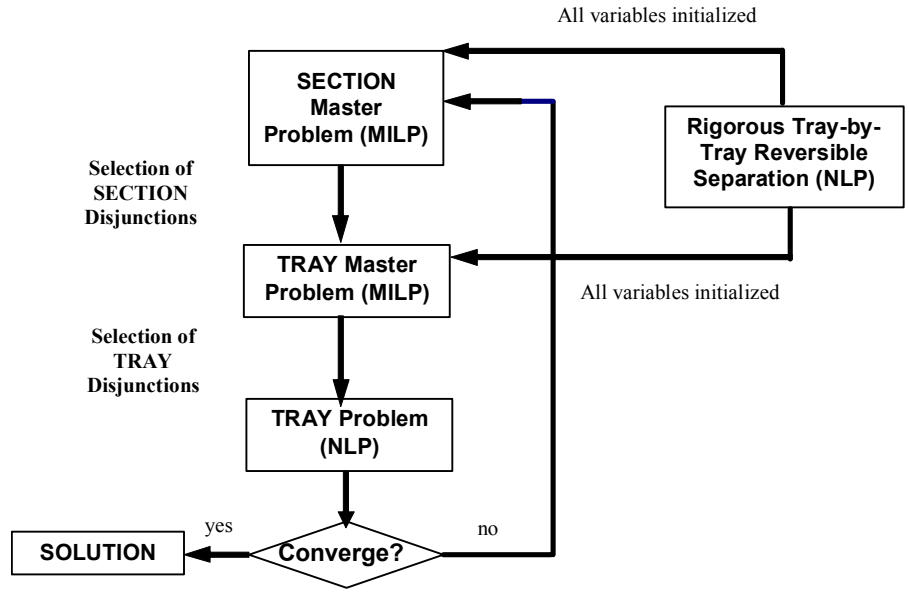 All variables initialized
SECTION
Master
Problem (MILP)
Rigorous Tray-by-
Tray Reversible
Separation (NLP)
Selection of
SECTION
Disjunctions
TRAY Master
Problem (MILP)
All variables initialized
Selection of
TRAY
Disjunctions
TRAY Problem
(NLP)
yes
no
SOLUTION
Converge?